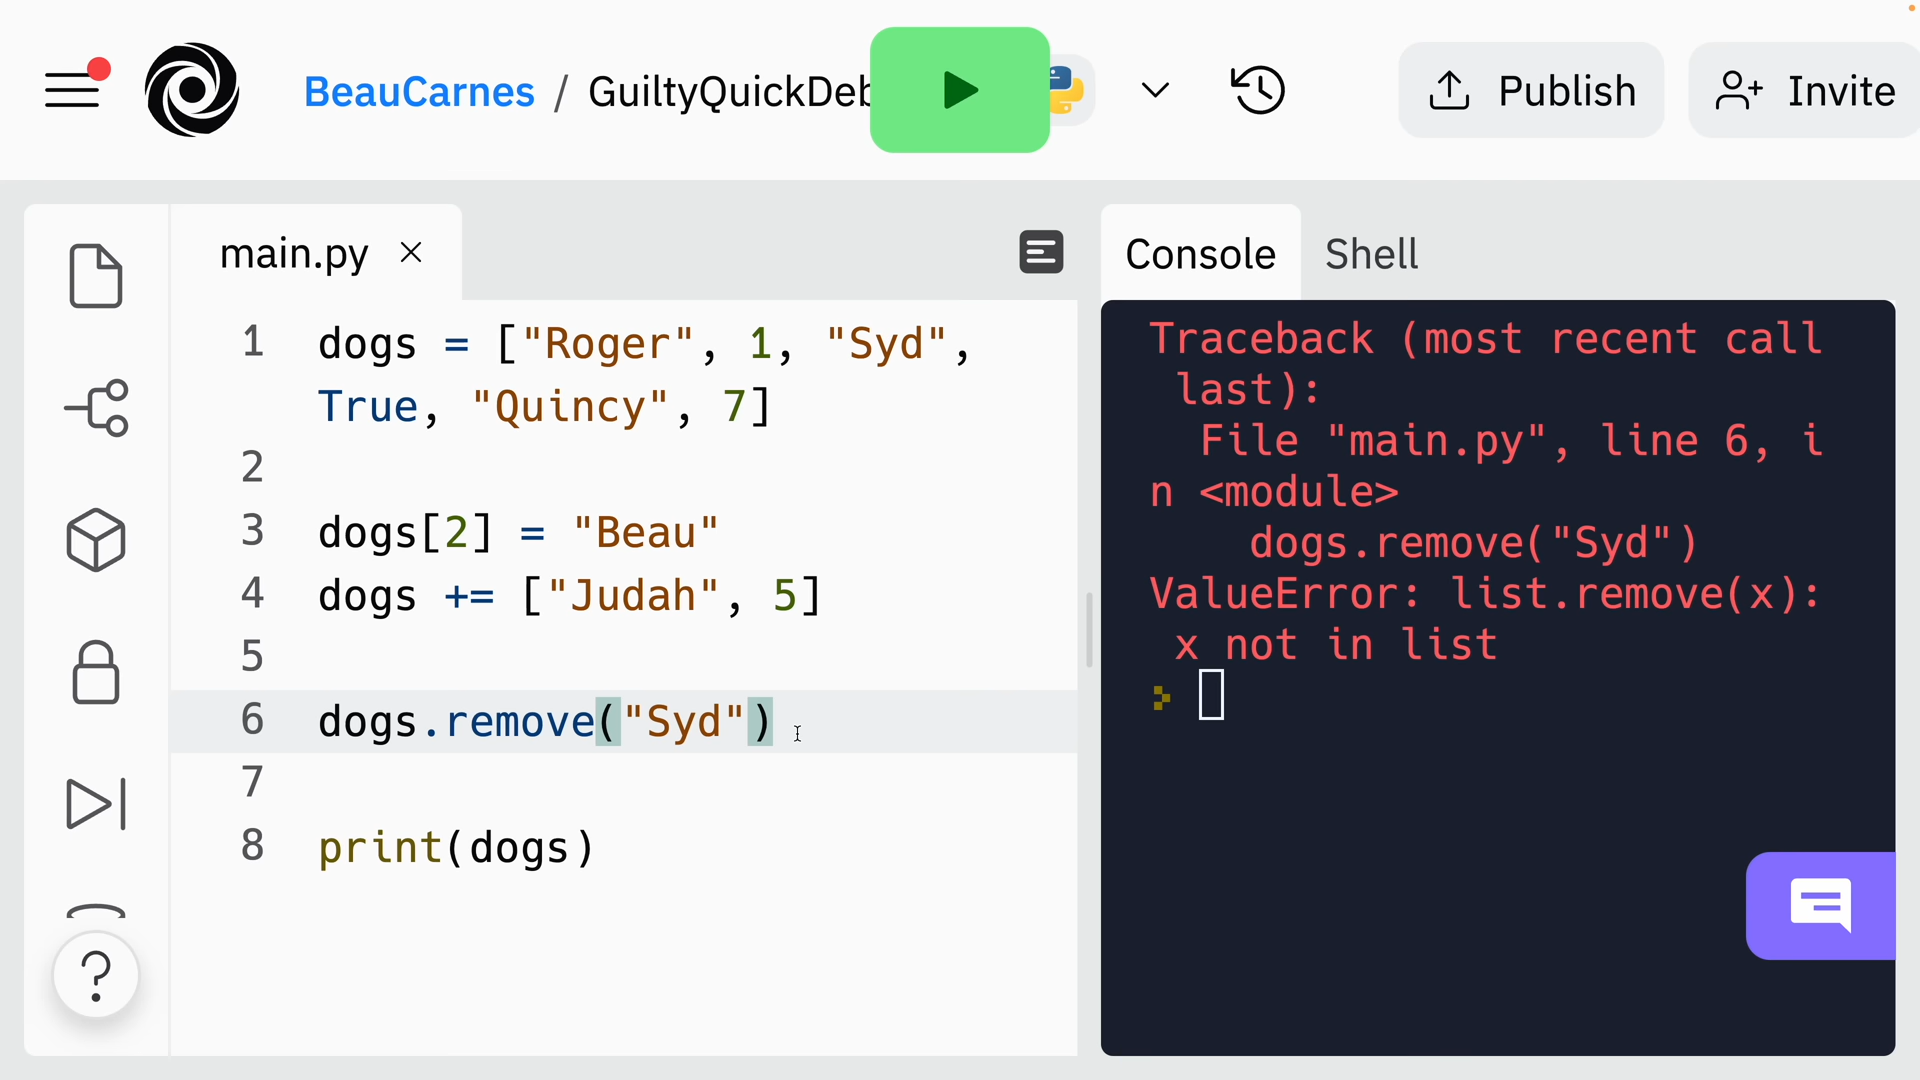 BeauCarnes / GuiltyQuickDeb
Publish
Invite
main.py
Console
Shell
1 dogs = ["Roger", 1, "Syd",
True, "Quincy", 7]
2
3 dogs[2] = "Beau"
4 dogs += ["Judah", 5]
5
6 dogs.remove("Syd")
7
8 print(dogs)
Traceback (most recent call
last):
File "main.py", line 6, i
n <module>
dogs.remove("Syd")
ValueError: list.remove(x):
x not in list